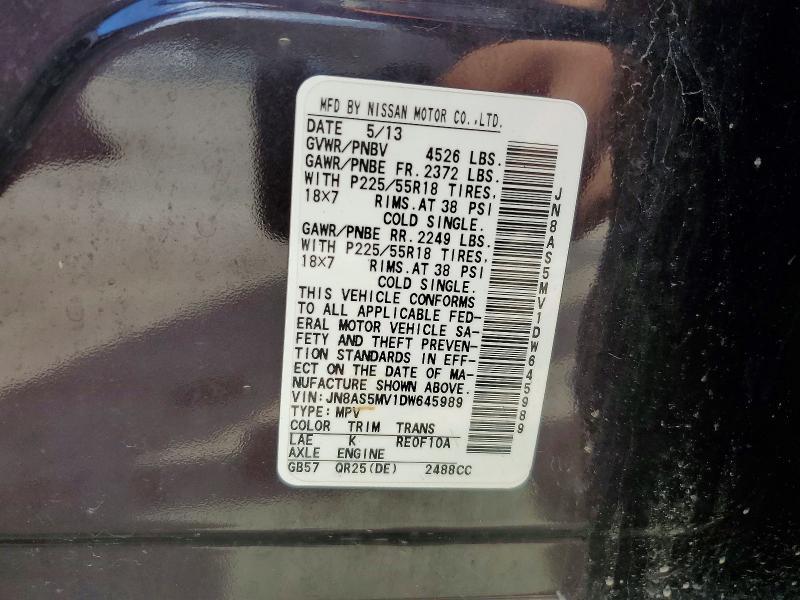 MFD BY NISSAN MOTOR CO.,LTD.
DATE 5/13
GVWR/PNBV 4526 LBS.
GAWR/PNBE FR. 2372 LBS.
WITH P225/55R18 TIRES,
18X7 RIMS.AT 38 PSI
COLD SINGLE.
GAWR/PNBE RR. 2249 LBS.
WITH P225/55R18 TIRES,
18X7 RIMS.AT 38 PSI
COLD SINGLE.
THIS VEHICLE CONFORMS
TO ALL APPLICABLE FED-
ERAL MOTOR VEHICLE SA-
FETY AND THEFT PREVEN-
TION STANDARDS IN EFF-
ECT ON THE DATE OF MA-
NUFACTURE SHOWN ABOVE.
VIN:JN8AS5MV1DW645989
TYPE:MPV
COLOR TRIM TRANS
LAE K RE0F10A
AXLE ENGINE
GB57 QR25(DE) 2488CC
JN8AS5MV1DW645989